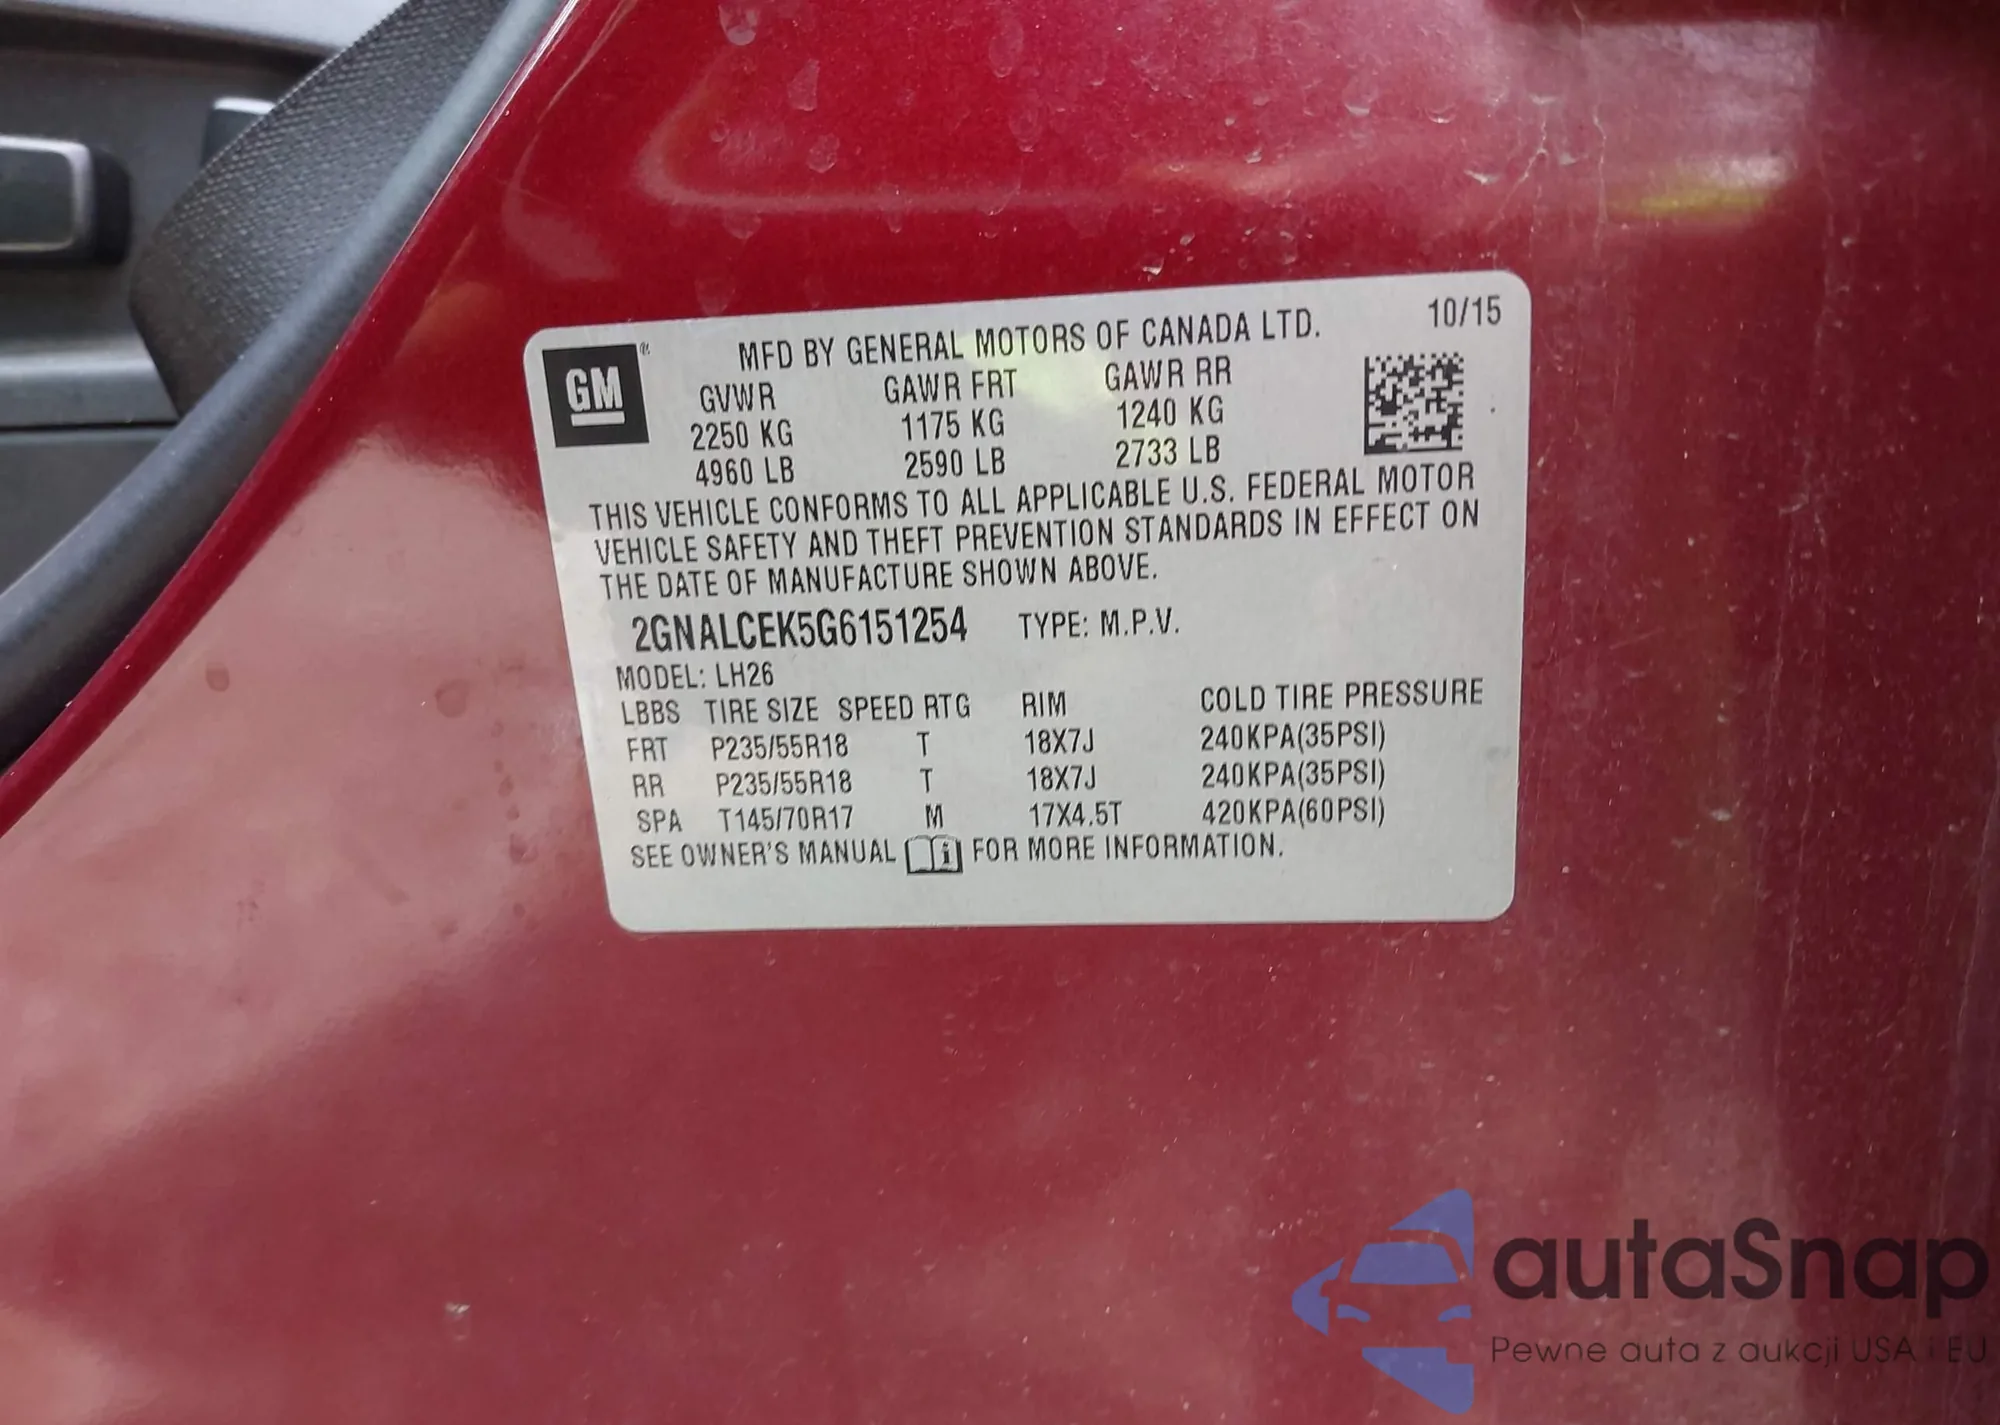 GM®
MFD BY GENERAL MOTORS OF CANADA LTD. 10/15
GVWR GAWR FRT GAWR RR
2250 KG 1175 KG 1240 KG
4960 LB 2590 LB 2733 LB
THIS VEHICLE CONFORMS TO ALL APPLICABLE U.S. FEDERAL MOTOR
VEHICLE SAFETY AND THEFT PREVENTION STANDARDS IN EFFECT ON
THE DATE OF MANUFACTURE SHOWN ABOVE.
2GNALCEK5G6151254 TYPE: M.P.V.
MODEL: LH26
LBBS TIRE SIZE SPEED RTG RIM COLD TIRE PRESSURE
FRT P235/55R18 T 18X7J 240KPA(35PSI)
RR P235/55R18 T 18X7J 240KPA(35PSI)
SPA T145/70R17 M 17X4.5T 420KPA(60PSI)
SEE OWNER'S MANUAL i FOR MORE INFORMATION.
autaSnap
Pewne auta z aukcji USA i EU